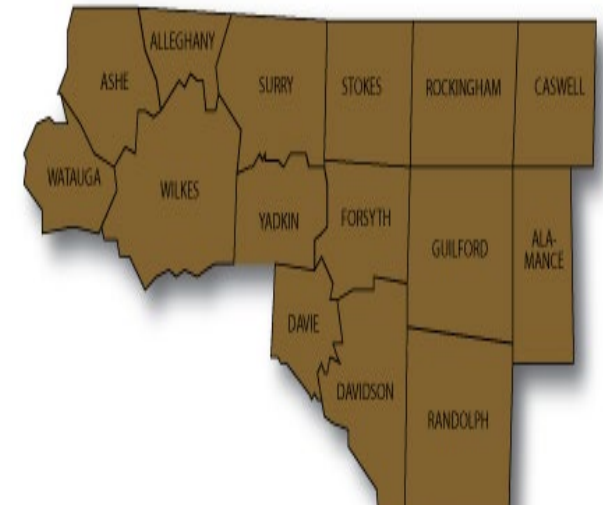 ALLEGHANY
ASHE
SURRY
STOKES
ROCKINGHAM
CASWELL
WATAUGA
WILKES
YADKIN
FORSYTH
GUILFORD
ALA-
MANCE
DAVIE
DAVIDSON
RANDOLPH